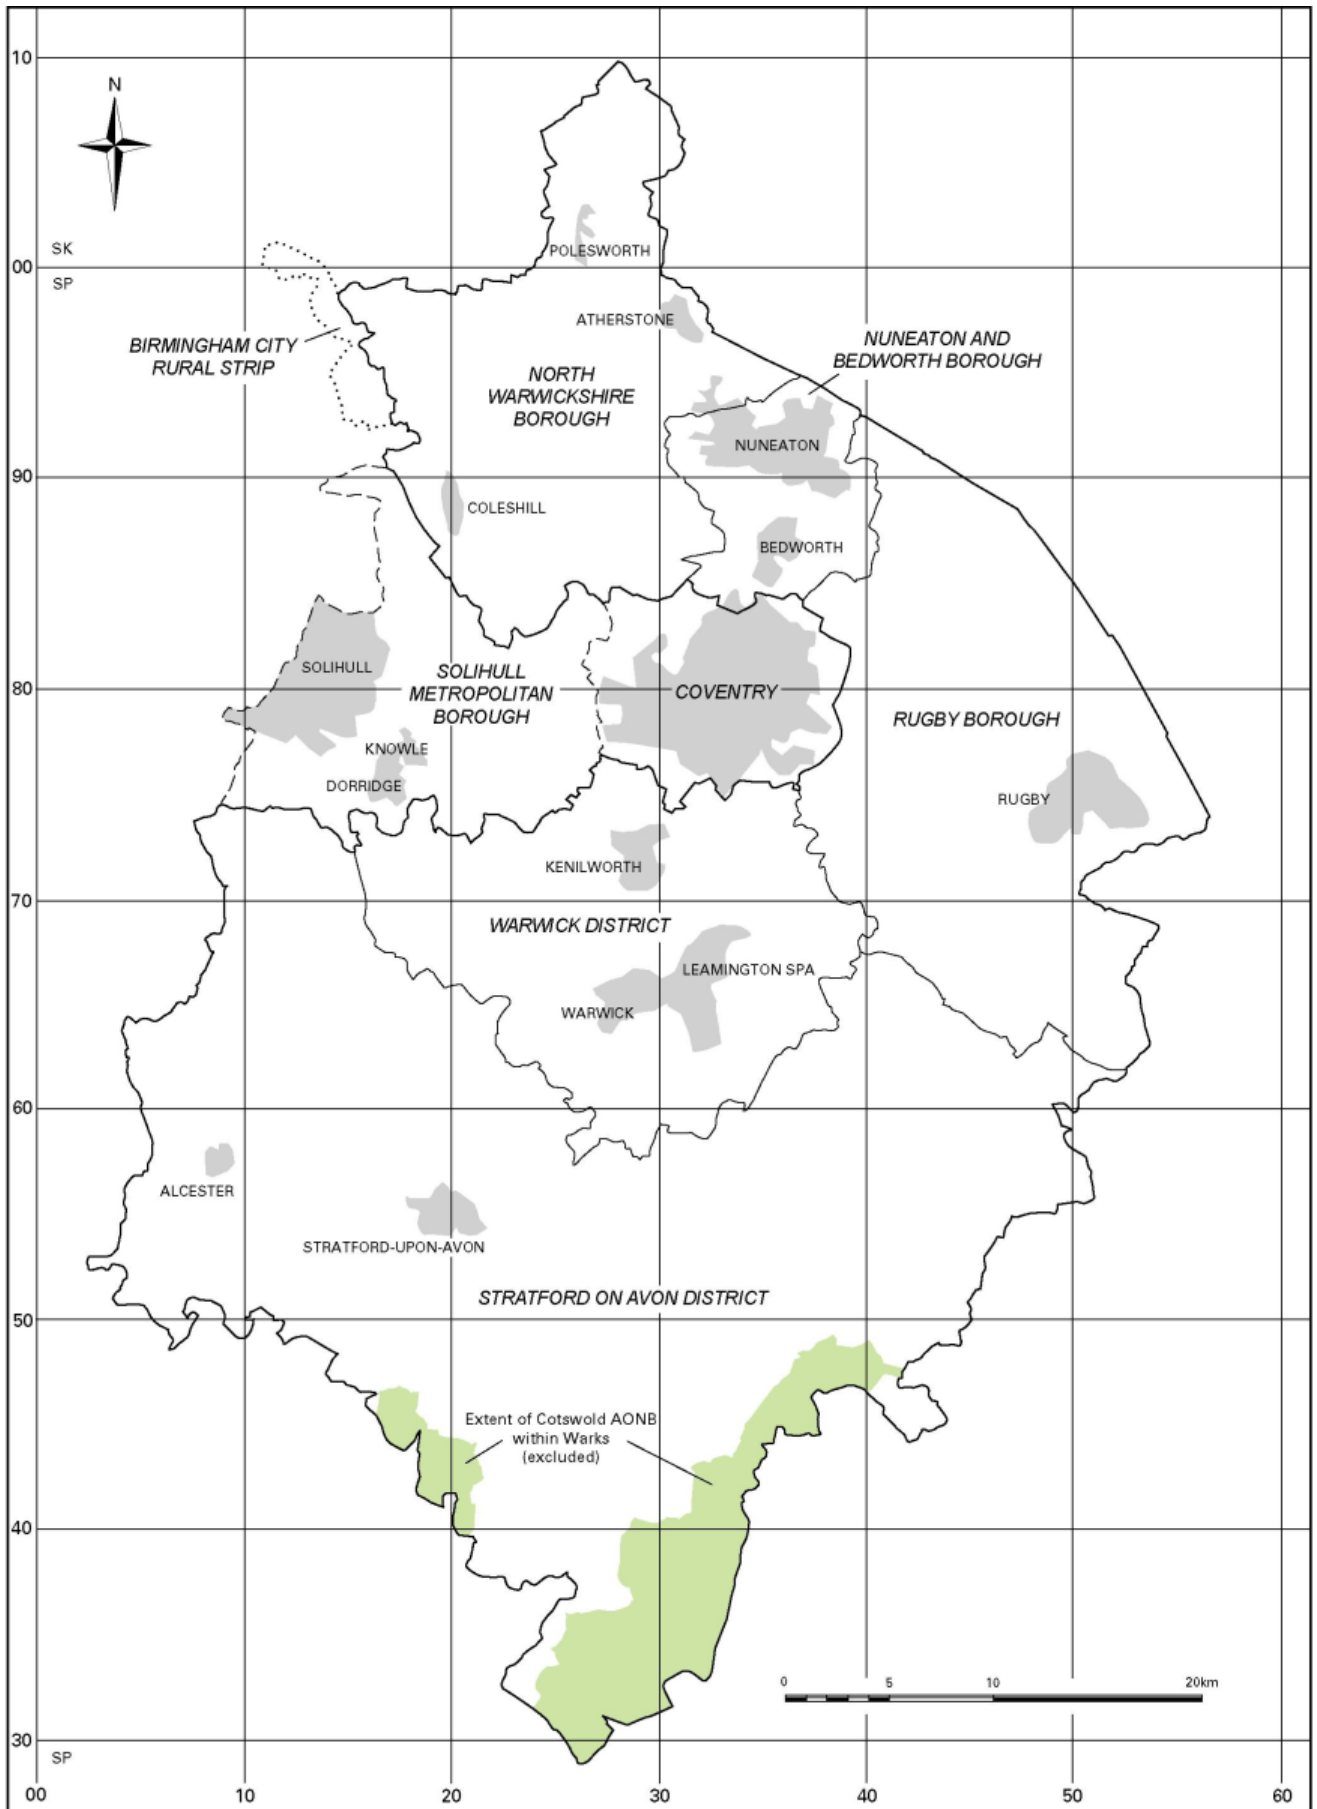 10
N
SK
POLESWORTH
00
SP
ATHERSTONE
BIRMINGHAM CITY
RURAL STRIP
NUNEATON AND
BEDWORTH BOROUGH
NORTH
WARWICKSHIRE
BOROUGH
NUNEATON
90
COLESHILL
BEDWORTH
SOLIHULL
SOLIHULL
METROPOLITAN
BOROUGH
80
COVENTRY
RUGBY BOROUGH
KNOWLE
DORRIDGE
RUGBY
KENILWORTH
70
WARWICK DISTRICT
LEAMINGTON SPA
WARWICK
60
ALCESTER
STRATFORD-UPON-AVON
STRATFORD ON AVON DISTRICT
50
Extent of Cotswold AONB
within Warks
(excluded)
40
0 5 10 20km
30
SP
00 10 20 30 40 50 60